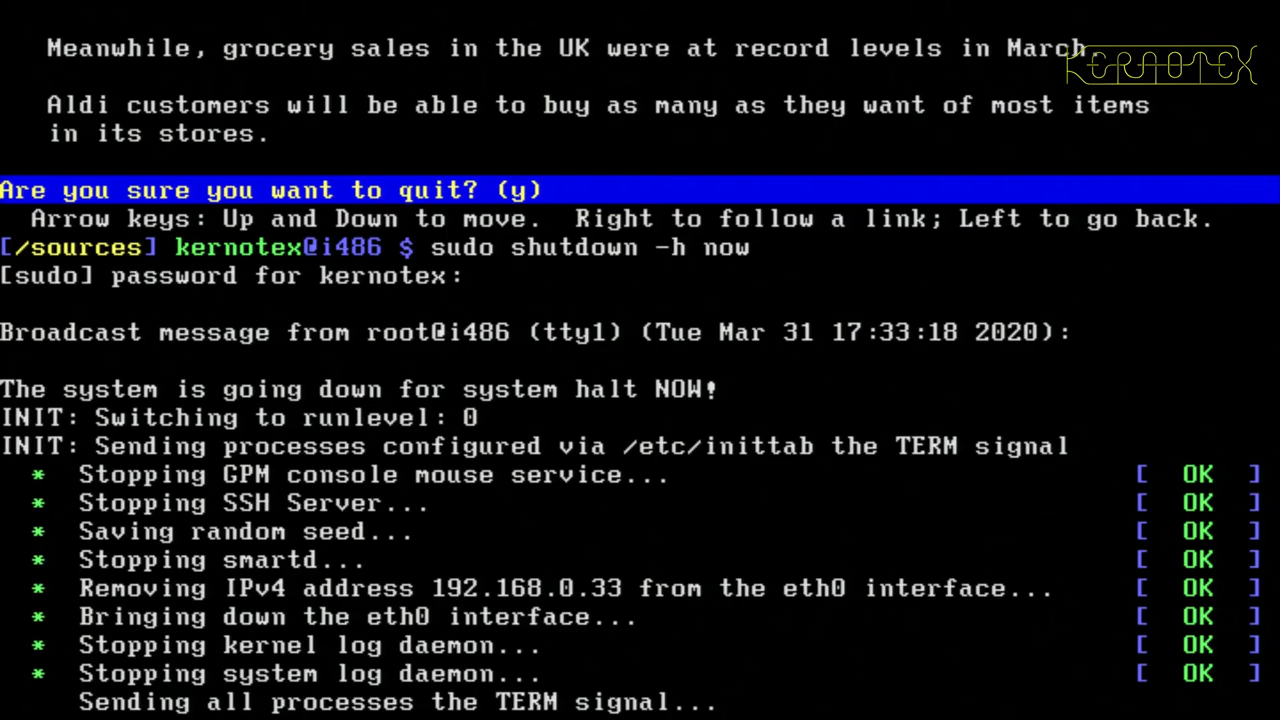 Meanwhile, grocery sales in the UK were at record levels in March.
KERNOTEX
Aldi customers will be able to buy as many as they want of most items
in its stores.
Are you sure you want to quit? (y)
Arrow keys: Up and Down to move. Right to follow a link; Left to go back.
[/sources] kernotex@i486 $ sudo shutdown -h now
[sudo] password for kernotex:
Broadcast message from root@i486 (tty1) (Tue Mar 31 17:33:18 2020):
The system is going down for system halt NOW!
INIT: Switching to runlevel: 0
INIT: Sending processes configured via /etc/inittab the TERM signal
* Stopping GPM console mouse service... [ OK ]
* Stopping SSH Server... [ OK ]
* Saving random seed... [ OK ]
* Stopping smartd... [ OK ]
* Removing IPv4 address 192.168.0.33 from the eth0 interface... [ OK ]
* Bringing down the eth0 interface... [ OK ]
* Stopping kernel log daemon... [ OK ]
* Stopping system log daemon... [ OK ]
Sending all processes the TERM signal...